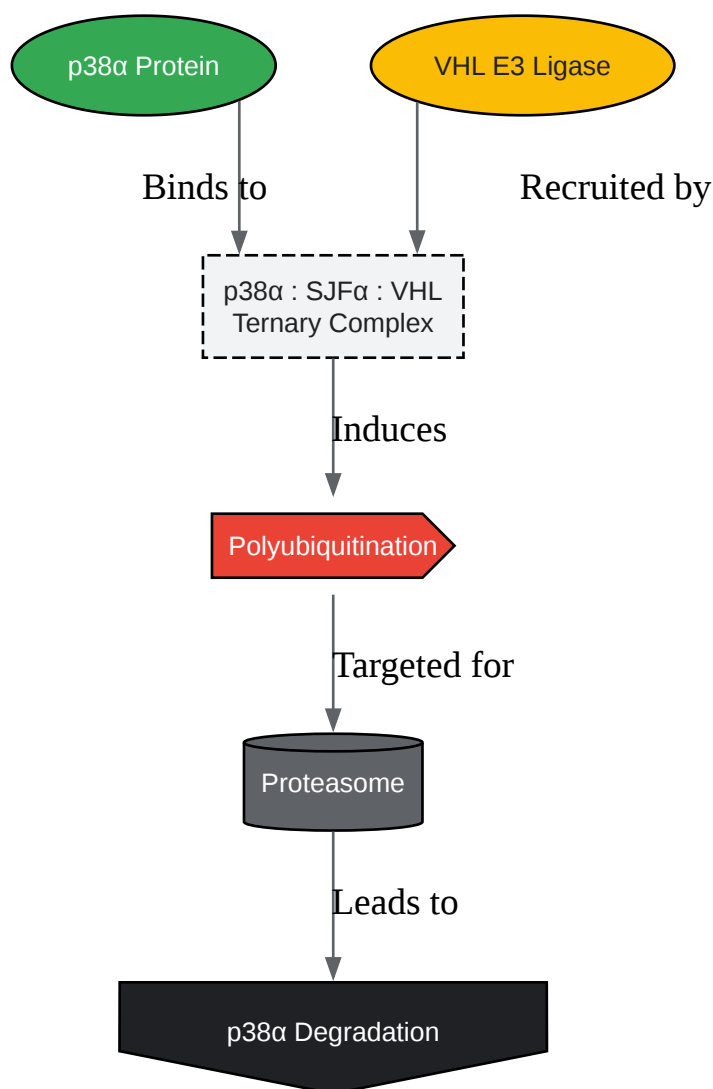 p38α Protein
VHL E3 Ligase
Binds to
Recruited by
p38α : SJFα : VHL
Ternary Complex
Induces
Polyubiquitination
Targeted for
Proteasome
Leads to
p38α Degradation